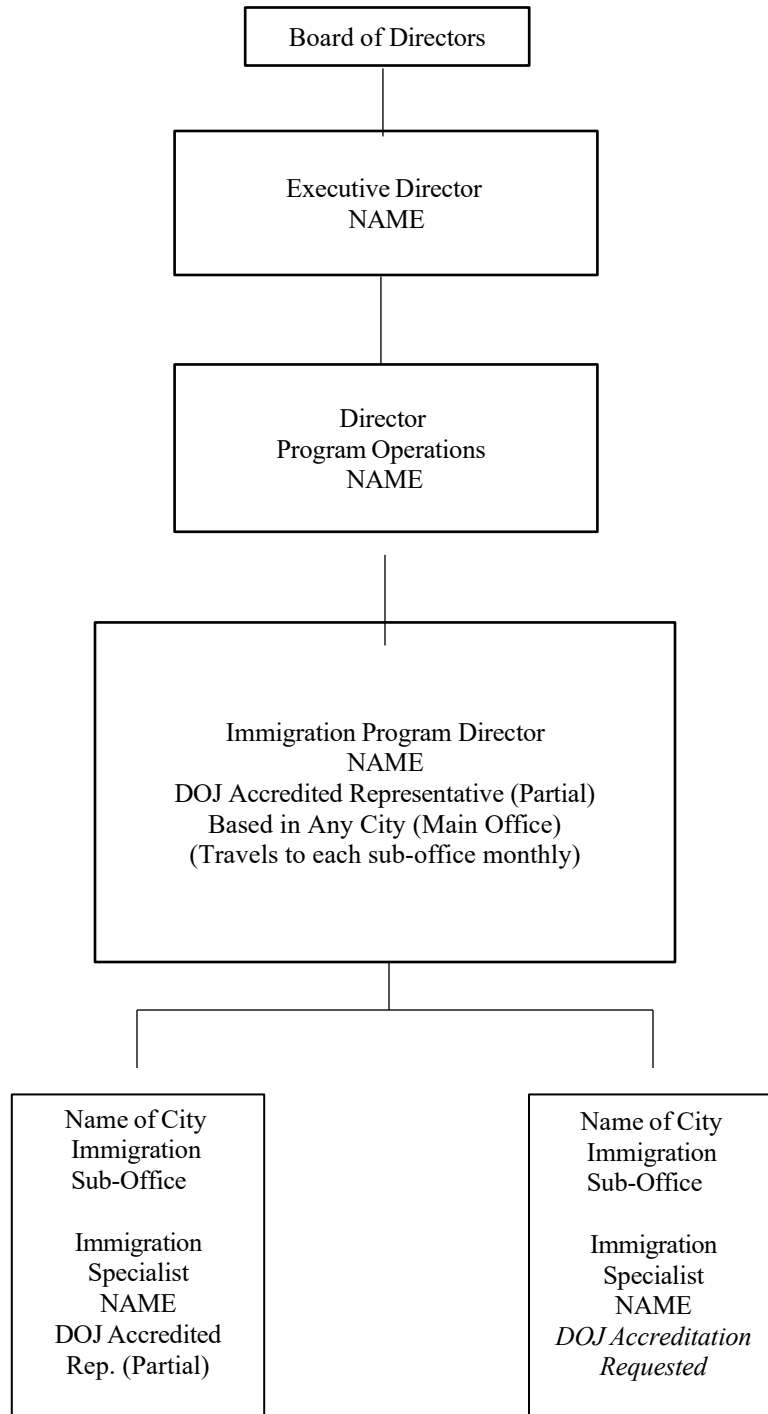 Board of Directors
Executive Director
NAME
Director
Program Operations
NAME
Immigration Program Director
NAME
DOJ Accredited Representative (Partial)
Based in Any City (Main Office)
(Travels to each sub-office monthly)
Name of City
Immigration
Sub-Office
Immigration
Specialist
NAME
DOJ Accredited
Rep. (Partial)
Name of City
Immigration
Sub-Office
Immigration
Specialist
NAME
DOJ Accreditation
Requested